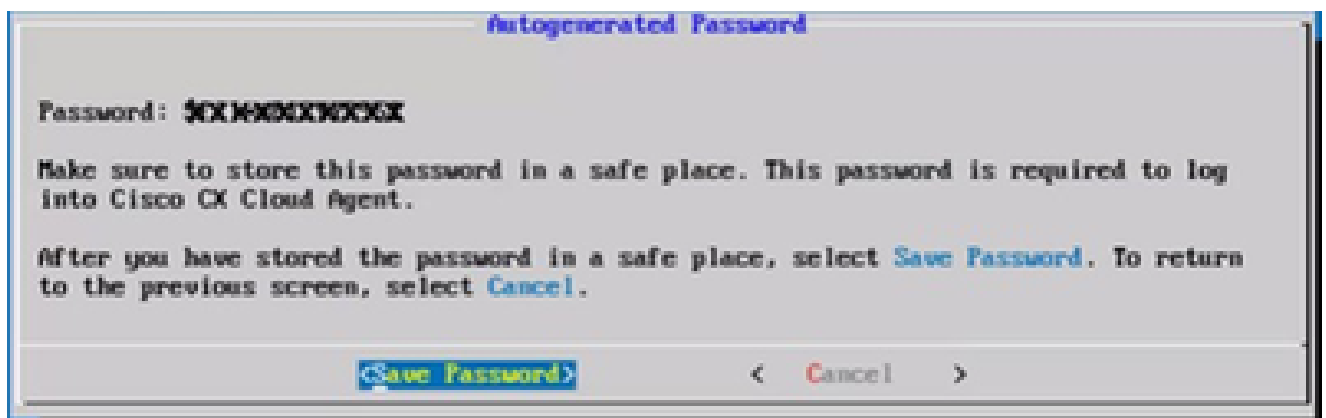 Autogenerated Password
Password:
Make sure to store this password in a safe place. This password is required to log
into Cisco CX Cloud Agent.
After you have stored the password in a safe place, select Save Password. To return
to the previous screen, select Cancel.
<Save Password> < Cancel >